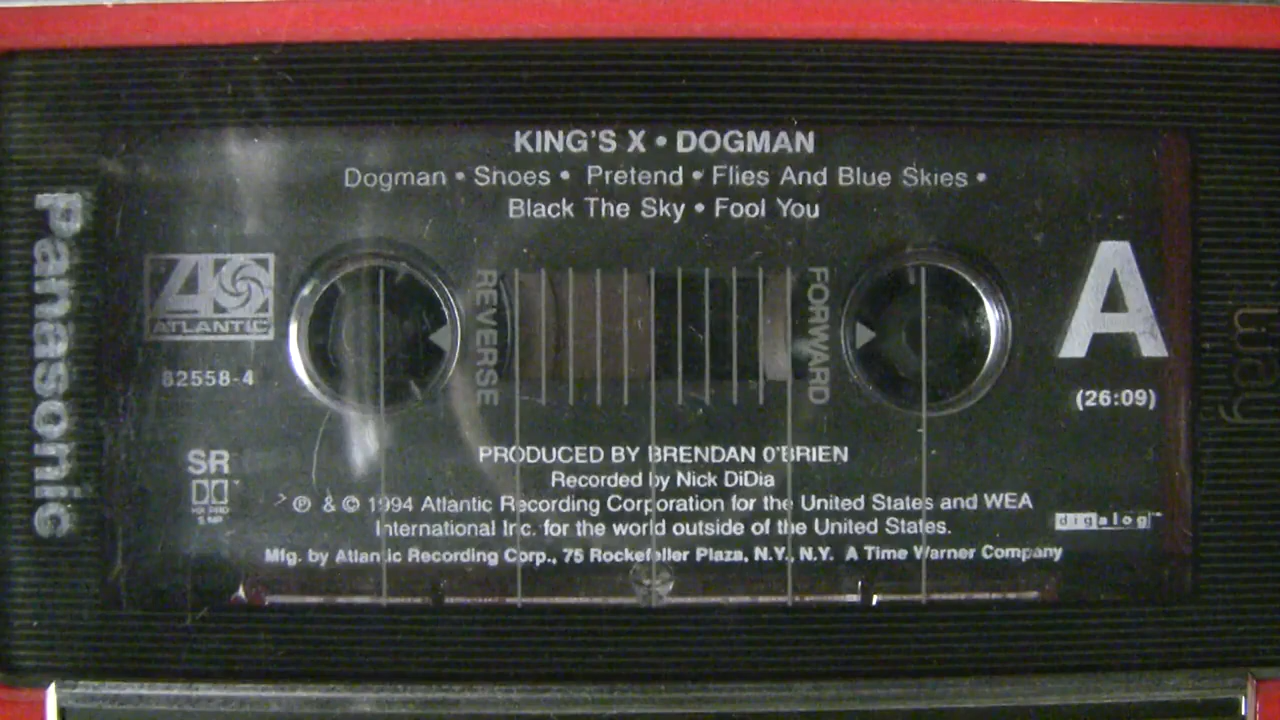 KING'S X • DOGMAN
Dogman • Shoes • Pretend • Flies And Blue Skies •
Black The Sky • Fool You
Panasonic
ATLANTIC
82558-4
REVERSE
FORWARD
A
(26:09)
SR
HX PRO
PRODUCED BY BRENDAN O'BRIEN
Recorded by Nick DiDia
℗ & © 1994 Atlantic Recording Corporation for the United States and WEA
International Inc. for the world outside of the United States.
digalog™
Mfg. by Atlantic Recording Corp., 75 Rockefeller Plaza, N.Y., N.Y. A Time Warner Company